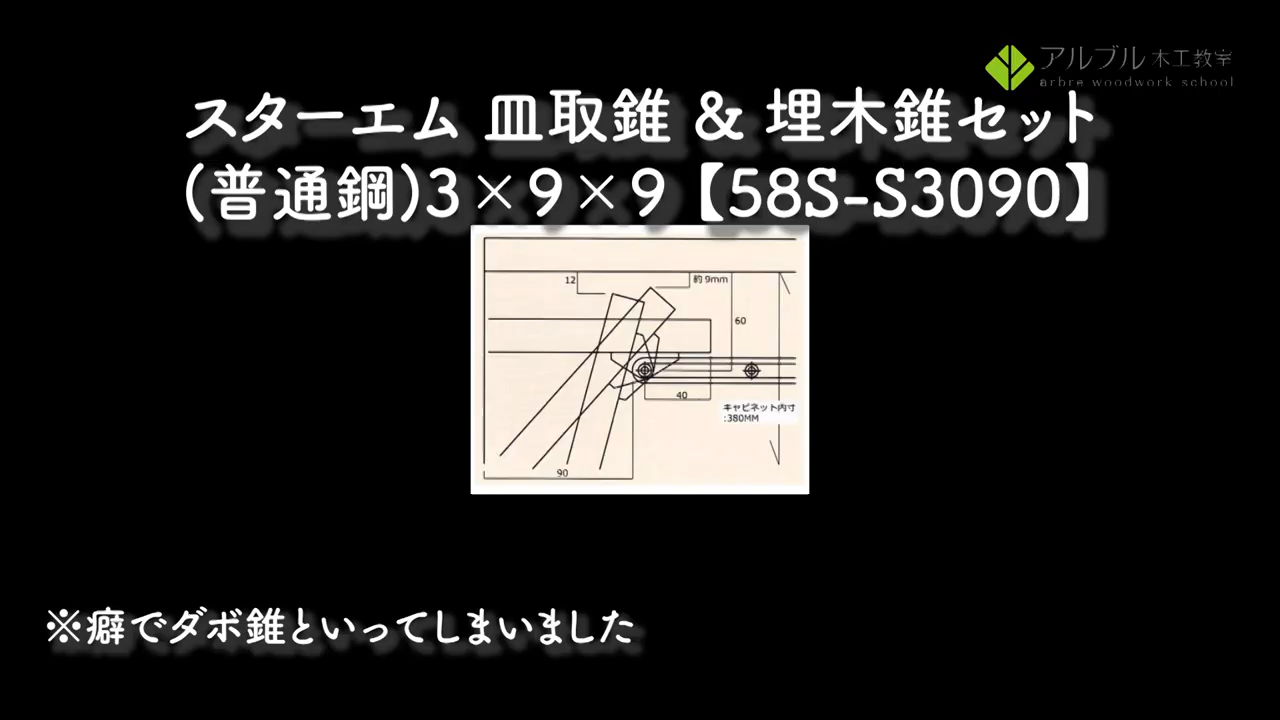 アルブル木工教室
arbre woodwork school
スターエム 皿取錐 & 埋木錐セット
(普通鋼)3×9×9【58S-S3090】
12
約9mm
60
40
キャビネット内寸
:380MM
90
※癖でダボ錐といってしまいました